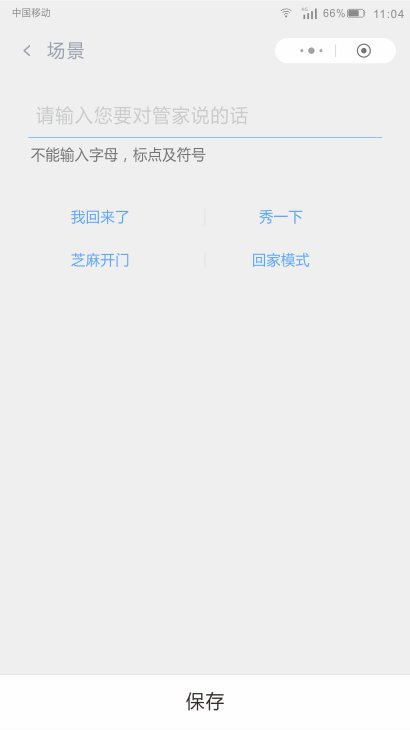 中国移动 4G 66% 11:04
场景
请输入您要对管家说的话
不能输入字母，标点及符号
我回来了 秀一下
芝麻开门 回家模式
保存